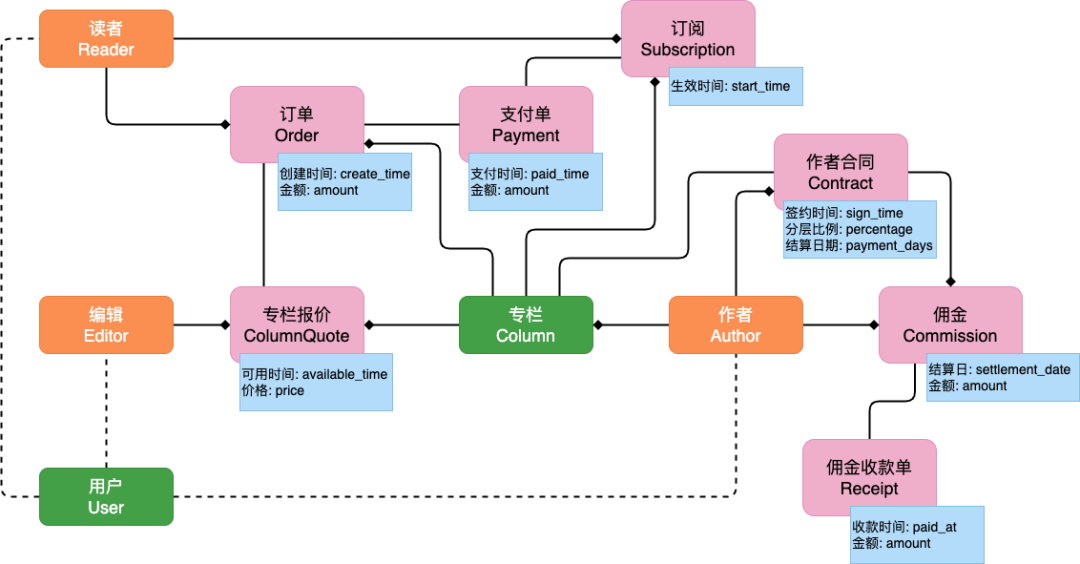 读者
Reader
订阅
Subscription
生效时间: start_time
订单
Order
创建时间: create_time
金额: amount
支付单
Payment
支付时间: paid_time
金额: amount
作者合同
Contract
签约时间: sign_time
分层比例: percentage
结算日期: payment_days
编辑
Editor
专栏报价
ColumnQuote
可用时间: available_time
价格: price
专栏
Column
作者
Author
佣金
Commission
结算日: settlement_date
金额: amount
用户
User
佣金收款单
Receipt
收款时间: paid_at
金额: amount